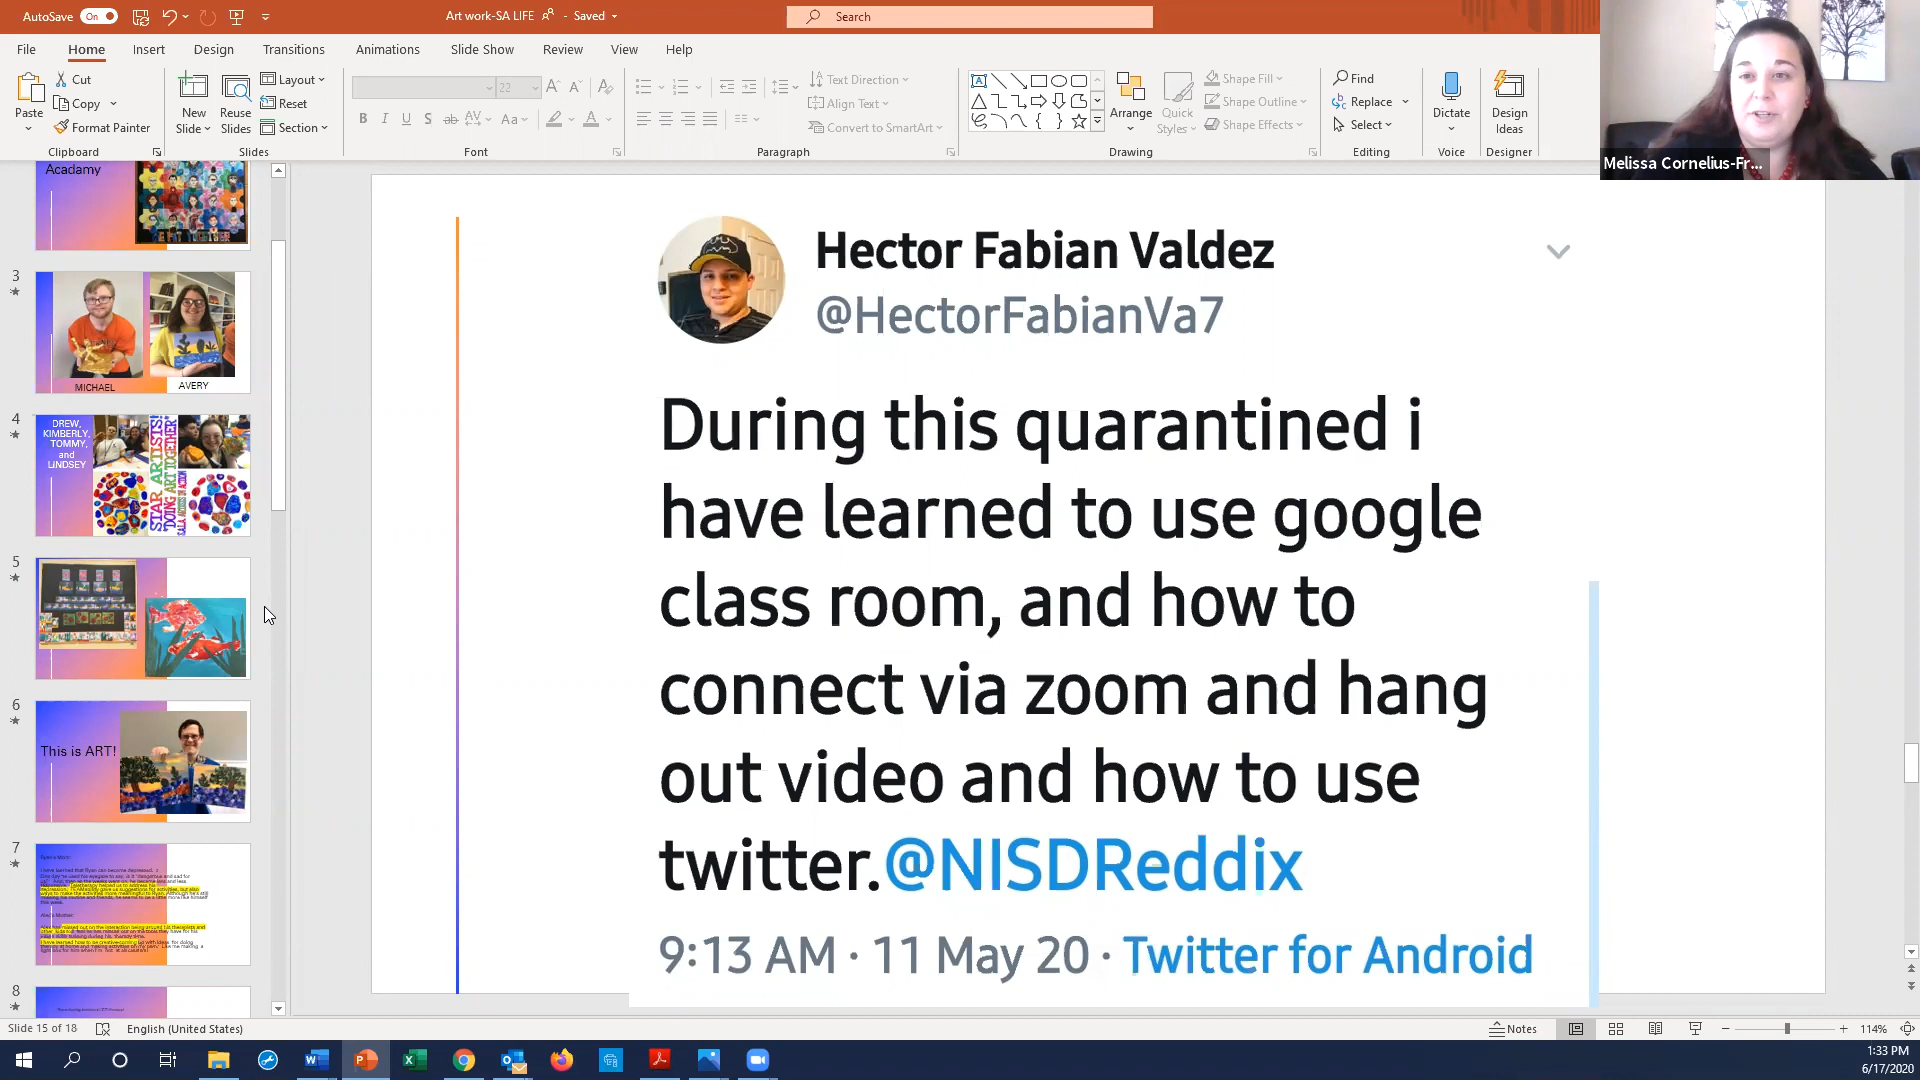 AutoSave On Art work-SA LIFE - Saved Search
File Home Insert Design Transitions Animations Slide Show Review View Help
Paste
Cut
Copy
Format Painter
Clipboard
New Slide
Reuse Slides
Layout
Reset
Section
Slides
22
Font
Text Direction
Align Text
Convert to SmartArt
Paragraph
Arrange
Quick Styles
Shape Fill
Shape Outline
Shape Effects
Drawing
Find
Replace
Select
Editing
Dictate
Voice
Design Ideas
Designer
Melissa Cornelius-Fr...
Acadamy
3
MICHAEL AVERY
4
DREW,
KIMBERLY,
TOMMY,
and
LINDSEY
STAR ARTISTS!
DOING ART TOGETHER
5
6
This is ART!
7
8
Hector Fabian Valdez
@HectorFabianVa7
During this quarantined i
have learned to use google
class room, and how to
connect via zoom and hang
out video and how to use
twitter.@NISDReddix
9:13 AM · 11 May 20 · Twitter for Android
Slide 15 of 18 English (United States) Notes 114%
1:33 PM
6/17/2020